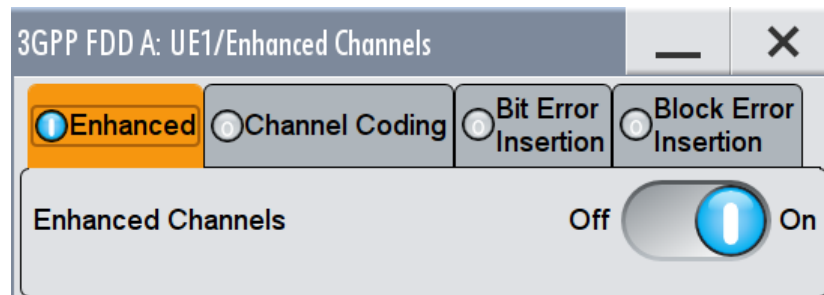 3GPP FDD A: UE1/Enhanced Channels
Enhanced
Channel Coding
Bit Error
Insertion
Block Error
Insertion
Enhanced Channels
Off
On